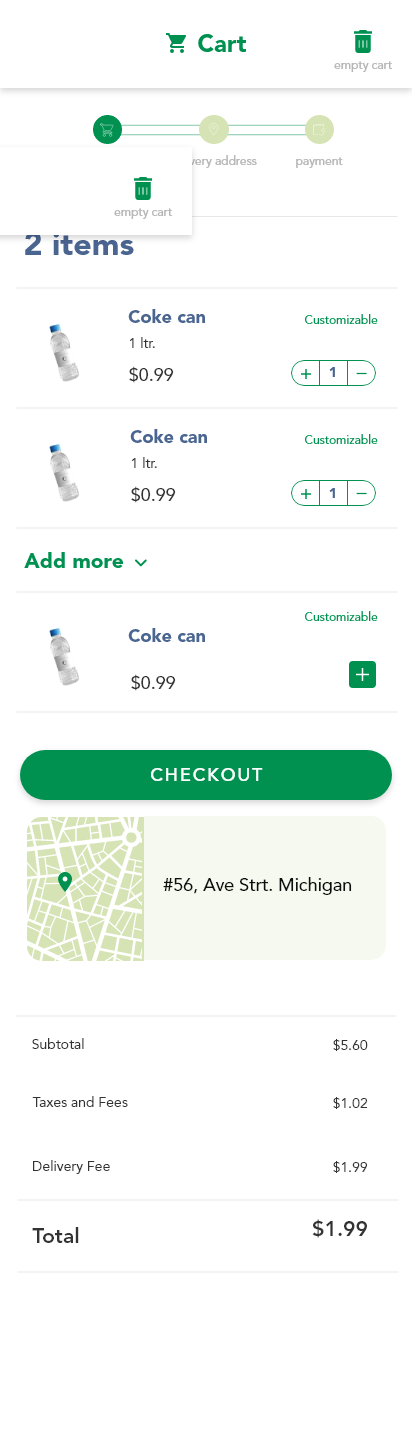 Cart
empty cart
address
payment
empty cart
2 items
Coke can
Customizable
1 ltr.
$0.99
1
Coke can
Customizable
1 ltr.
$0.99
1
Add more
Customizable
Coke can
$0.99
CHECKOUT
#56, Ave Strt. Michigan
Subtotal
$5.60
Taxes and Fees
$1.02
Delivery Fee
$1.99
Total
$1.99